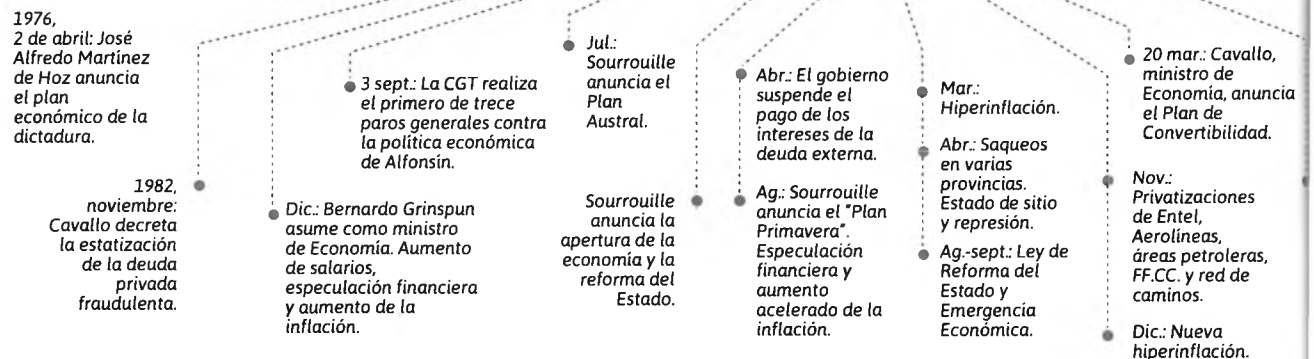 1976,
2 de abril: José
Alfredo Martínez
de Hoz anuncia
el plan
económico de la
dictadura.
1982,
noviembre:
Cavallo decreta
la estatización
de la deuda
privada
fraudulenta.
Dic.: Bernardo Grinspun
asume como ministro
de Economía. Aumento
de salarios,
especulación financiera
y aumento de la
inflación.
3 sept.: La CGT realiza
el primero de trece
paros generales contra
la política económica
de Alfonsín.
Jul.:
Sourrouille
anuncia el
Plan
Austral.
Sourrouille
anuncia la
apertura de la
economía y la
reforma del
Estado.
Abr.: El gobierno
suspende el
pago de los
intereses de la
deuda externa.
Ag.: Sourrouille
anuncia el "Plan
Primavera".
Especulación
financiera y
aumento
acelerado de la
inflación.
Mar.:
Hiperinflación.
Abr.: Saqueos
en varias
provincias.
Estado de sitio
y represión.
Ag.-sept.: Ley de
Reforma del
Estado y
Emergencia
Económica.
20 mar.: Cavallo,
ministro de
Economía, anuncia
el Plan de
Convertibilidad.
Nov.:
Privatizaciones
de Entel,
Aerolíneas,
áreas petroleras,
FF.CC. y red de
caminos.
Dic.: Nueva
hiperinflación.